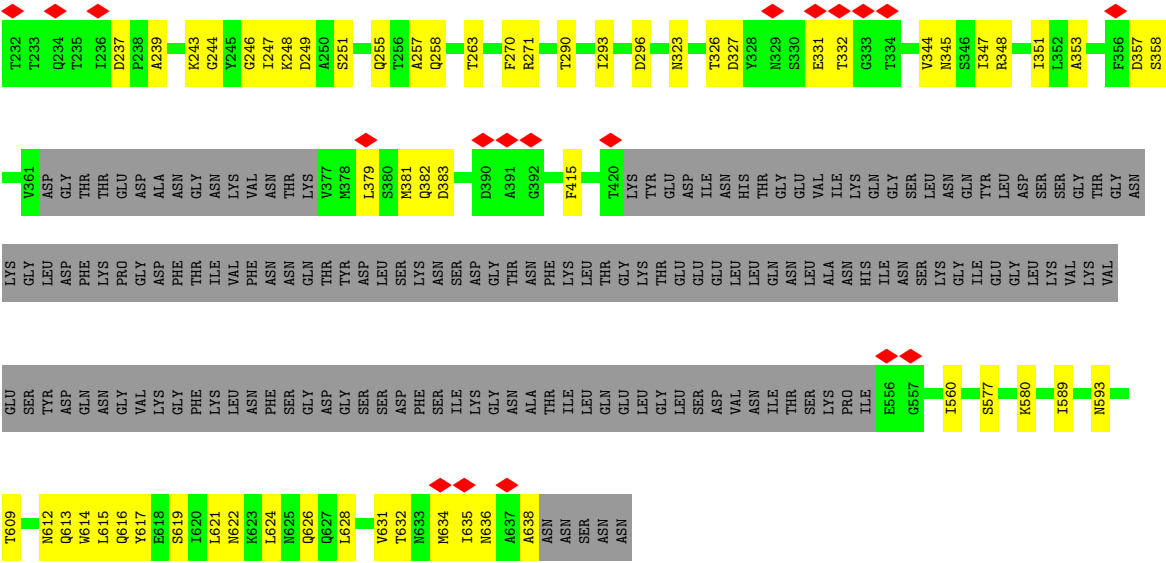 T232 T233 Q234 T235 I236 D237 P238 A239 K243 G244 Y245 G246 I247 K248 D249 A250 S251 Q255 T256 A257 Q258 T263 F270 R271 T290 I293 D296 N323 T326 D327 Y328 N329 S330 E331 T332 G333 T334 V344 N345 S346 I347 R348 I351 L352 A353 F356 D357 S358
V361 ASP GLY THR THR GLU ASP ALA ASN GLY ASN LYS VAL ASN THR LYS V377 M378 L379 S380 M381 Q382 D383 D390 A391 G392 F415 T420 LYS TYR GLU ASP ILE ASN HIS THR GLY GLU VAL ILE LYS GLN GLY SER LEU ASN GLN TYR LEU ASP SER SER GLY THR GLY ASN
LYS GLY LEU ASP PHE LYS PRO GLY ASP PHE THR ILE VAL PHE ASN ASN GLN THR TYR ASP LEU SER LYS ASN SER ASP GLY THR ASN PHE LYS LEU THR GLY LYS THR GLU GLU GLU LEU LEU GLN ASN LEU ALA ASN HIS ILE ASN SER LYS GLY ILE GLU GLY LEU LYS VAL LYS VAL
GLU SER TYR ASP GLN ASN GLY VAL LYS GLY PHE LYS LEU ASN PHE SER GLY ASP GLY SER SER ASP PHE SER ILE LYS GLY ASN ALA THR ILE LEU GLN GLU LEU GLY LEU SER ASP VAL ASN ILE THR SER LYS PRO ILE E556 G557 I560 S577 K580 I589 N593
T609 N612 Q613 W614 L615 Q616 Y617 E618 S619 I620 L621 N622 K623 L624 N625 Q626 Q627 L628 V631 T632 N633 M634 I635 N636 A637 A638 ASN ASN SER ASN ASN